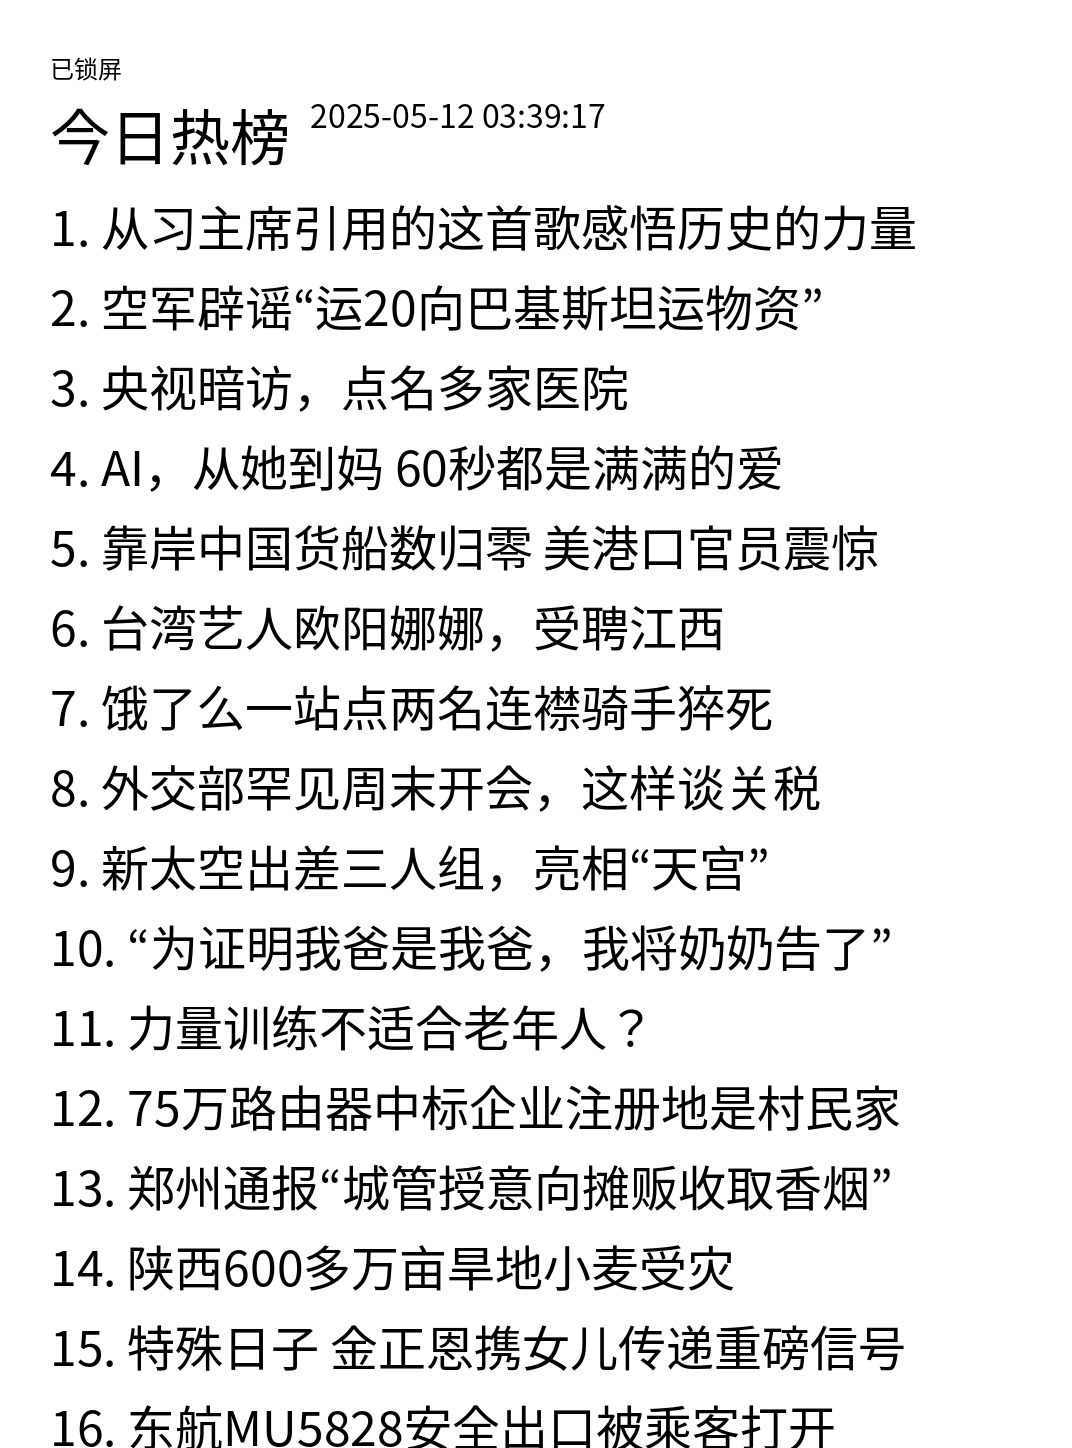 已锁屏
今日热榜 2025-05-12 03:39:17
1. 从习主席引用的这首歌感悟历史的力量
2. 空军辟谣“运20向巴基斯坦运物资”
3. 央视暗访，点名多家医院
4. AI，从她到妈 60秒都是满满的爱
5. 靠岸中国货船数归零 美港口官员震惊
6. 台湾艺人欧阳娜娜，受聘江西
7. 饿了么一站点两名连襟骑手猝死
8. 外交部罕见周末开会，这样谈关税
9. 新太空出差三人组，亮相“天宫”
10. “为证明我爸是我爸，我将奶奶告了”
11. 力量训练不适合老年人？
12. 75万路由器中标企业注册地是村民家
13. 郑州通报“城管授意向摊贩收取香烟”
14. 陕西600多万亩旱地小麦受灾
15. 特殊日子 金正恩携女儿传递重磅信号
16. 东航MU5828安全出口被乘客打开